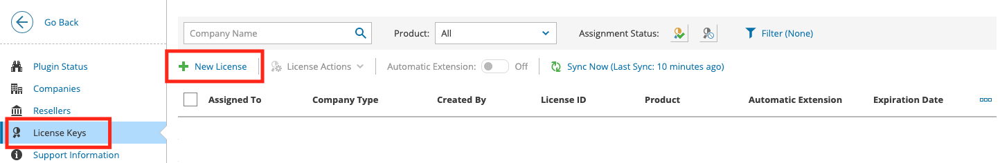 Go Back
Plugin Status
Companies
Resellers
License Keys
Support Information
Company Name Product: All Assignment Status: Filter (None)
New License License Actions Automatic Extension: Off Sync Now (Last Sync: 10 minutes ago)
Assigned To Company Type Created By License ID Product Automatic Extension Expiration Date